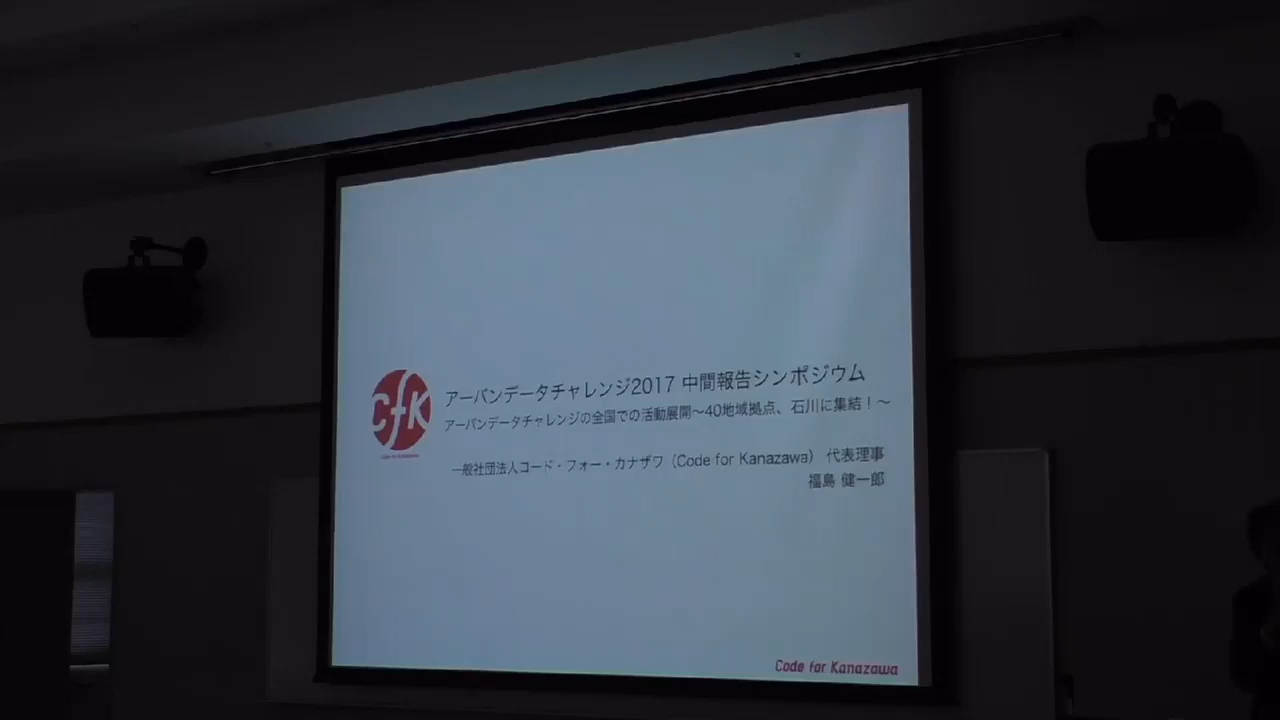 CfK
Code for Kanazawa
アーバンデータチャレンジ2017 中間報告シンポジウム
アーバンデータチャレンジの全国での活動展開～40地域拠点、石川に集結！～
一般社団法人コード・フォー・カナザワ（Code for Kanazawa） 代表理事
福島 健一郎
Code for Kanazawa